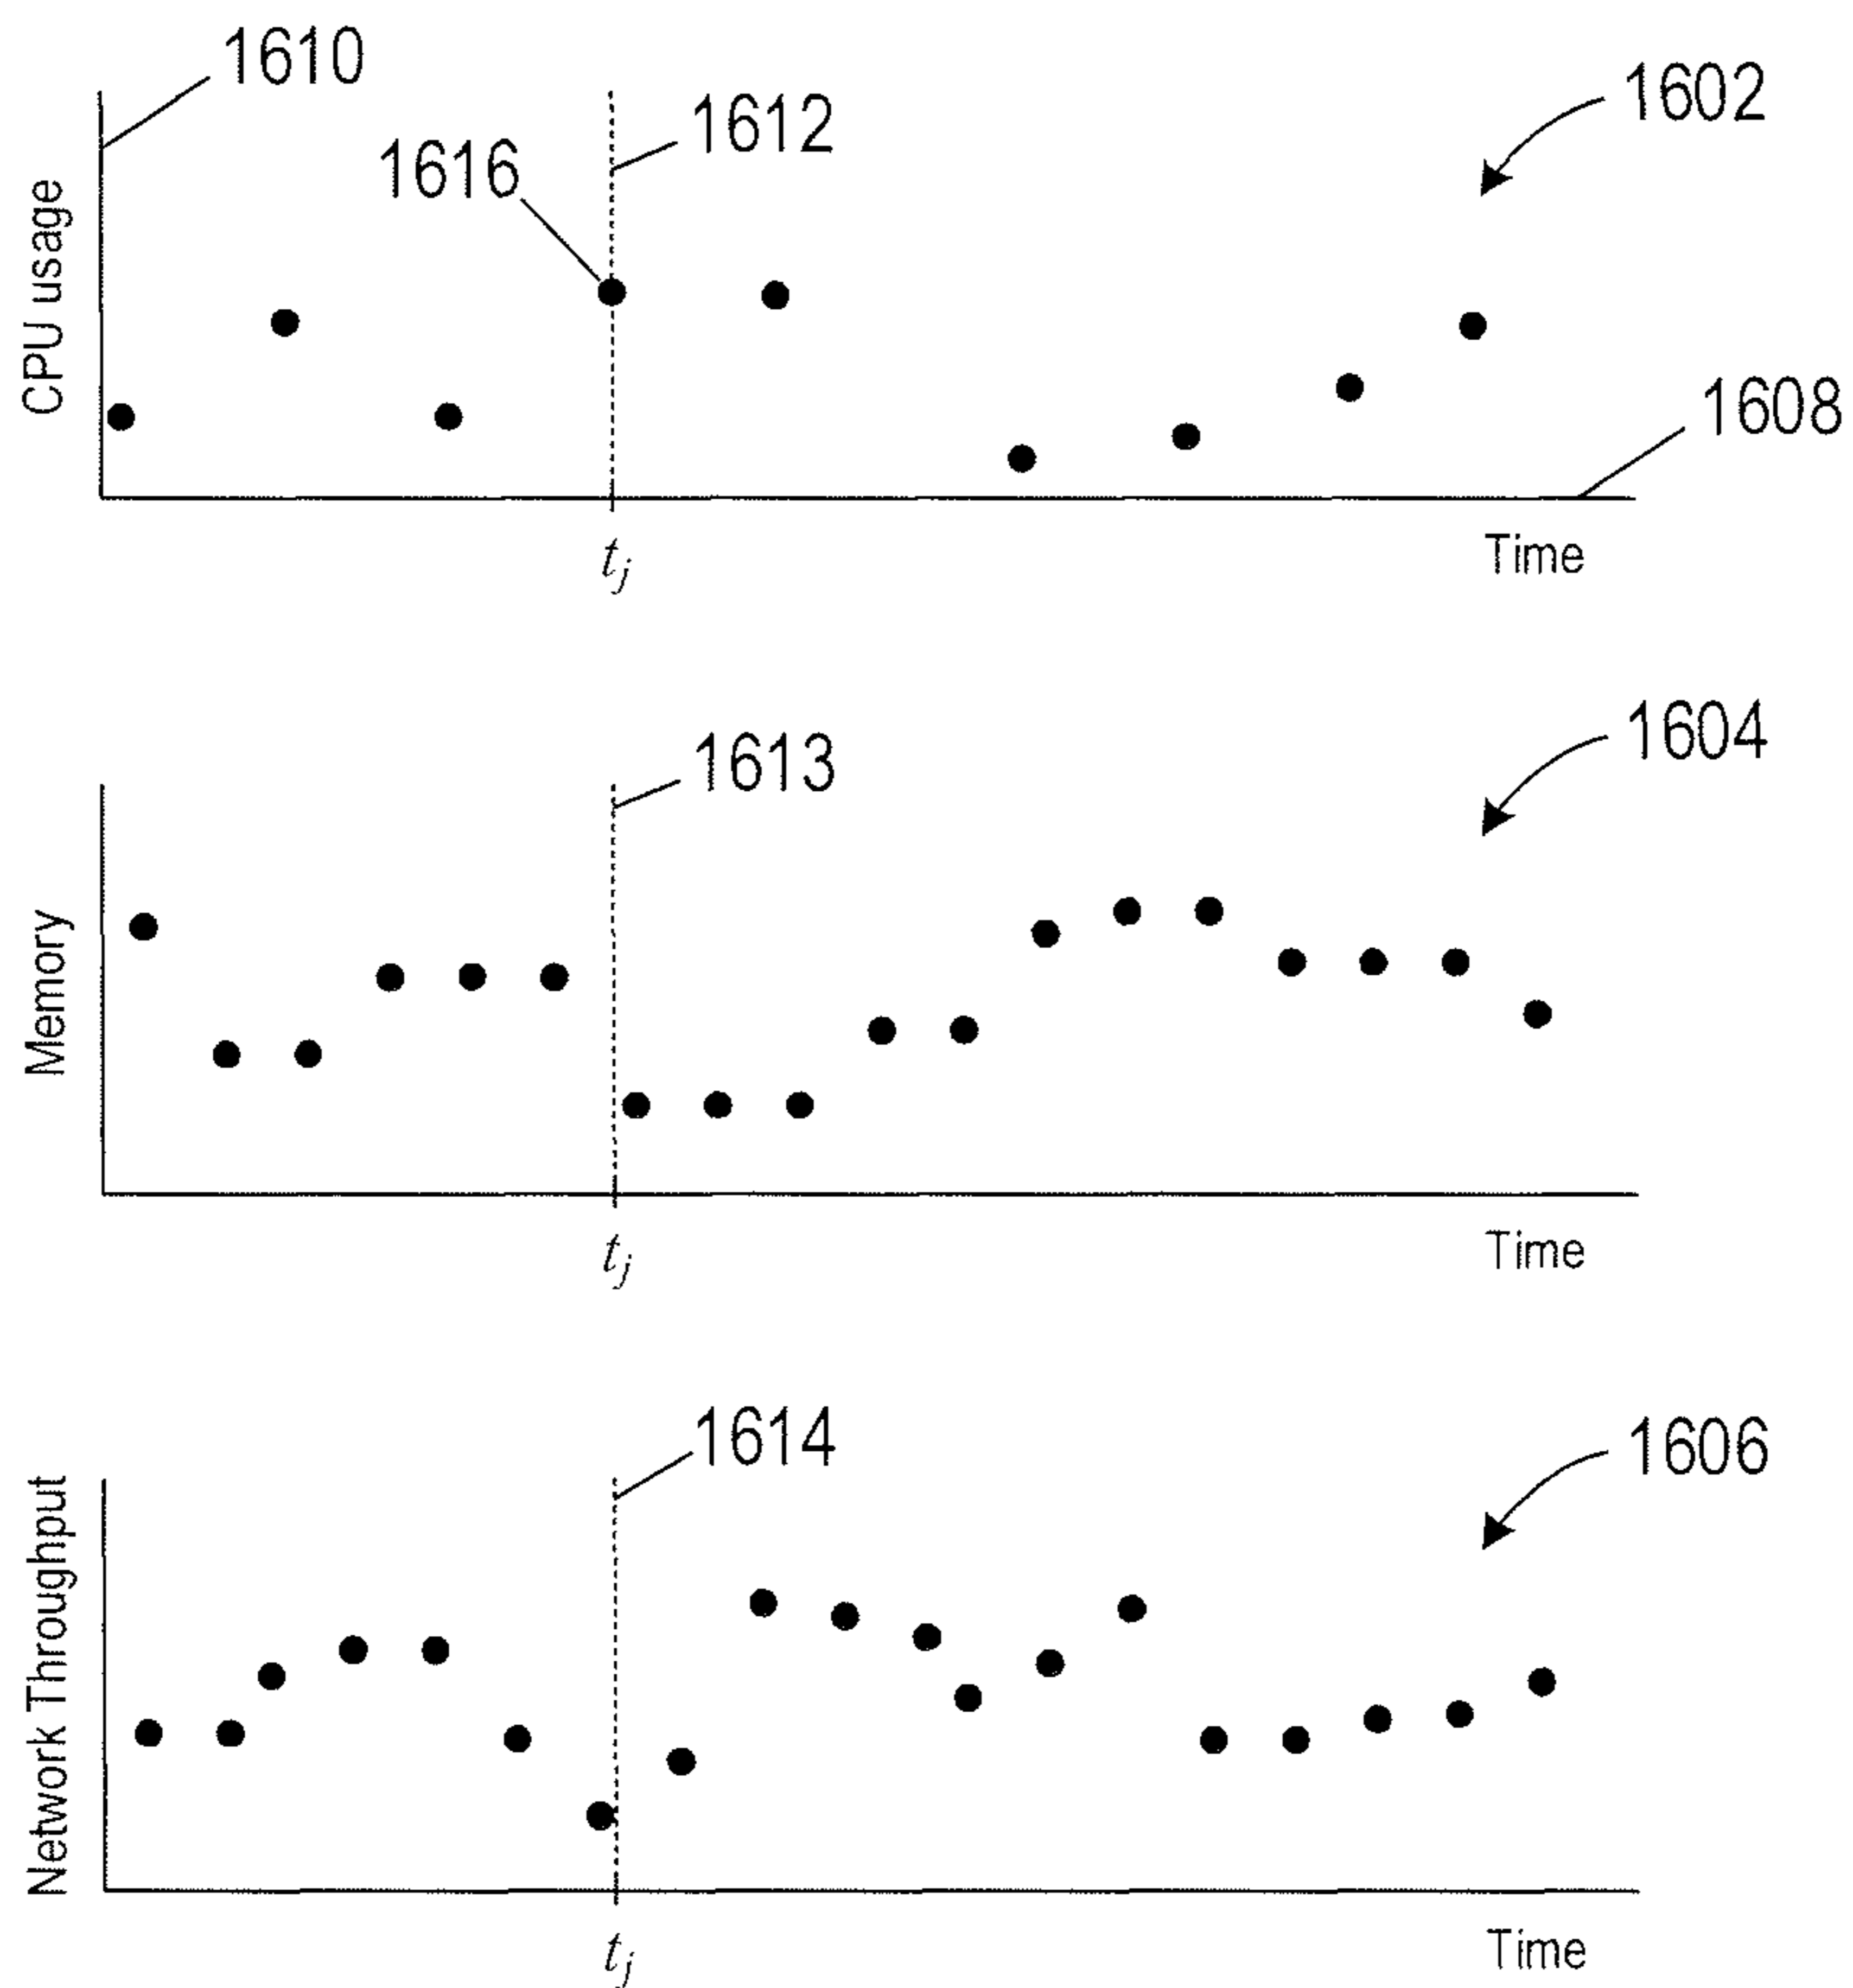 1610
1602
1612
1616
CPU usage
1608
t_j
Time
1604
1613
Memory
t_j
Time
1606
1614
Network Throughput
t_j
Time